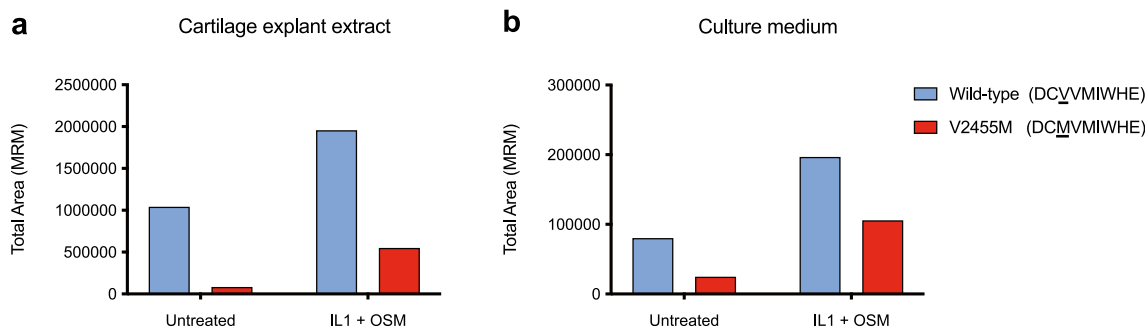 a
Cartilage explant extract
Total Area (MRM)
2500000
2000000
1500000
1000000
500000
0
Untreated
IL1 + OSM
b
Culture medium
Total Area (MRM)
300000
200000
100000
0
Untreated
IL1 + OSM
Wild-type (DCVVMIWHE)
V2455M (DCMVMIWHE)